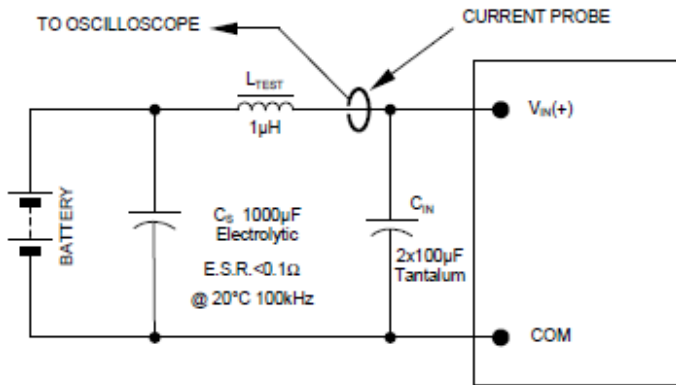 TO OSCILLOSCOPE
CURRENT PROBE
LTEST
1μH
VIN(+)
BATTERY
CS 1000μF
Electrolytic
E.S.R.<0.1Ω
@ 20°C 100kHz
CIN
2x100μF
Tantalum
COM